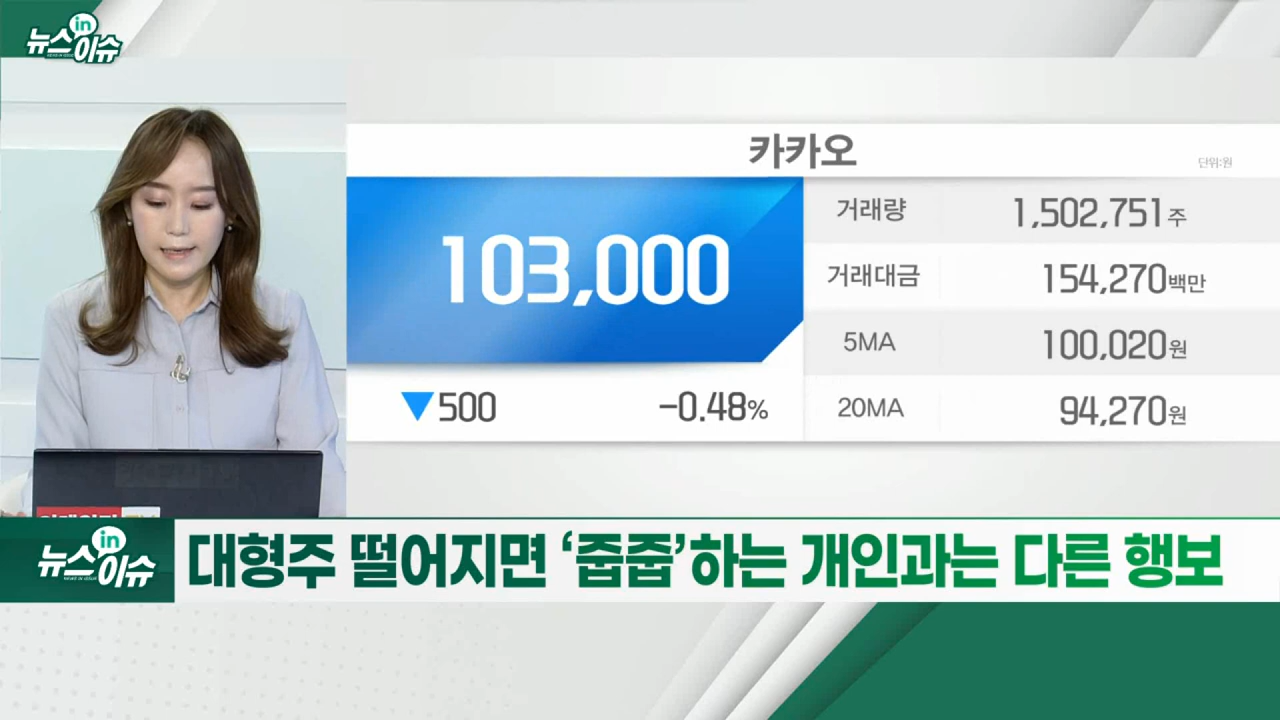 뉴스in이슈
카카오
단위:원
103,000
▼500 -0.48%
거래량 1,502,751주
거래대금 154,270백만
5MA 100,020원
20MA 94,270원
뉴스in이슈
NEWS IN ISSUE
대형주 떨어지면 ‘줍줍’하는 개인과는 다른 행보